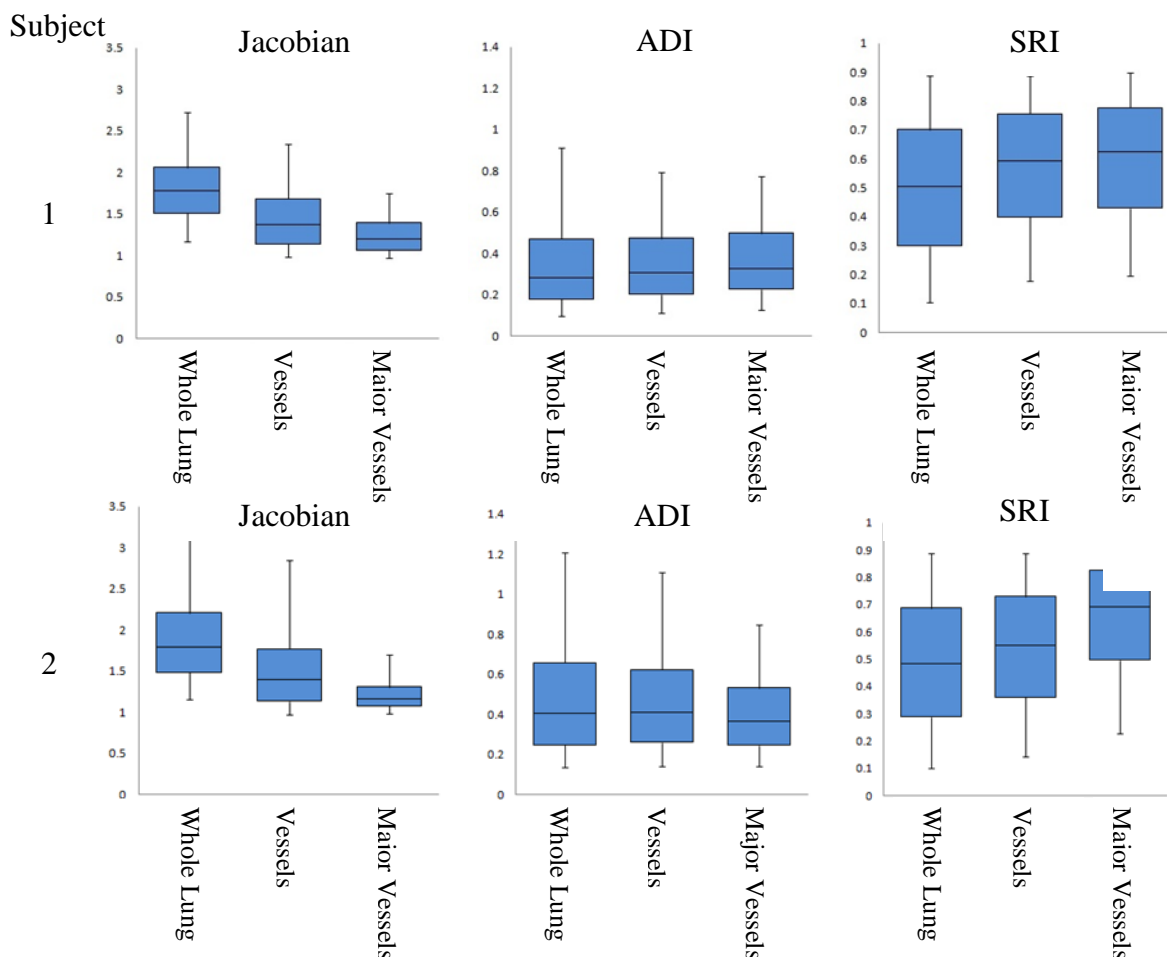 Subject
Jacobian
ADI
SRI
3.5
3
2.5
2
1.5
1
0.5
0
1.4
1.2
1
0.8
0.6
0.4
0.2
0
1
0.9
0.8
0.7
0.6
0.5
0.4
0.3
0.2
0.1
0
1
Whole Lung
Vessels
Maior Vessels
Whole Lung
Vessels
Maior Vessels
Whole Lung
Vessels
Maior Vessels
Jacobian
ADI
SRI
3.5
3
2.5
2
1.5
1
0.5
0
1.4
1.2
1
0.8
0.6
0.4
0.2
0
1
0.9
0.8
0.7
0.6
0.5
0.4
0.3
0.2
0.1
0
2
Whole Lung
Vessels
Maior Vessels
Whole Lung
Vessels
Major Vessels
Whole Lung
Vessels
Maior Vessels